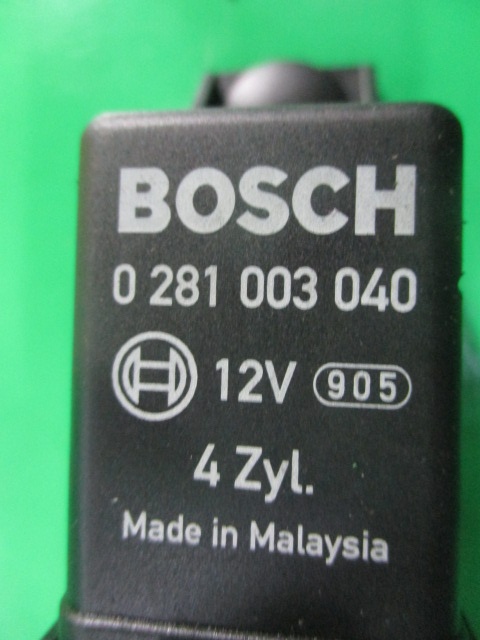 BOSCH
0 281 003 040
12V 905
4 Zyl.
Made in Malaysia